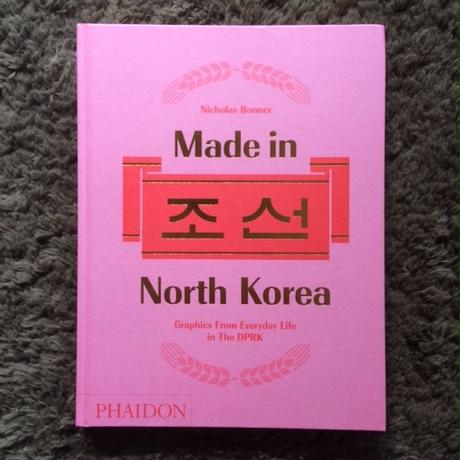 Nicholas Bonner
Made in
조선
North Korea
Graphics From Everyday Life
in The DPRK
PHAIDON